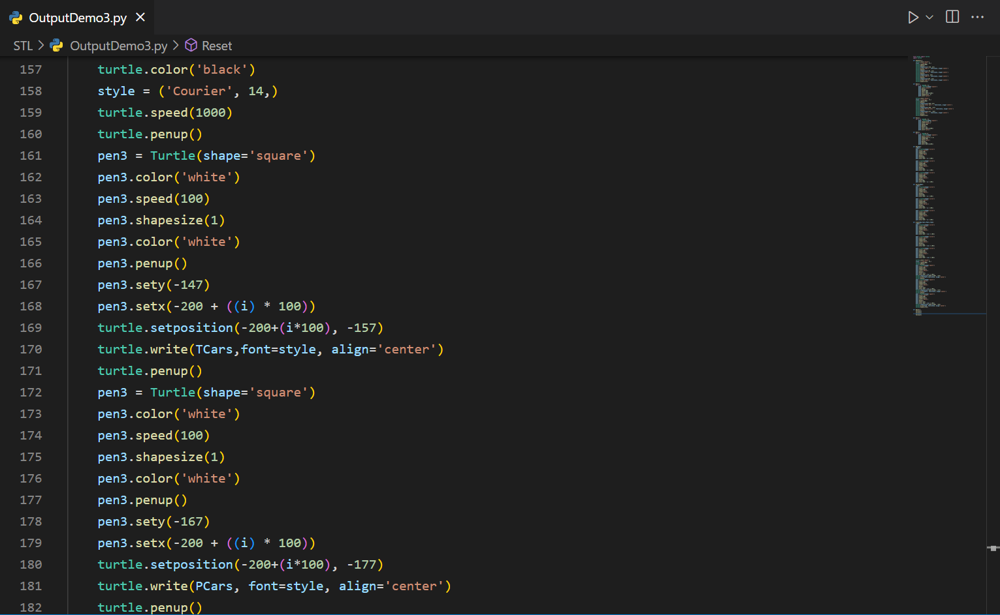 OutputDemo3.py
STL > OutputDemo3.py > Reset
157 turtle.color('black')
158 style = ('Courier', 14,)
159 turtle.speed(1000)
160 turtle.penup()
161 pen3 = Turtle(shape='square')
162 pen3.color('white')
163 pen3.speed(100)
164 pen3.shapesize(1)
165 pen3.color('white')
166 pen3.penup()
167 pen3.sety(-147)
168 pen3.setx(-200 + ((i) * 100))
169 turtle.setposition(-200+(i*100), -157)
170 turtle.write(TCars,font=style, align='center')
171 turtle.penup()
172 pen3 = Turtle(shape='square')
173 pen3.color('white')
174 pen3.speed(100)
175 pen3.shapesize(1)
176 pen3.color('white')
177 pen3.penup()
178 pen3.sety(-167)
179 pen3.setx(-200 + ((i) * 100))
180 turtle.setposition(-200+(i*100), -177)
181 turtle.write(PCars, font=style, align='center')
182 turtle.penup()